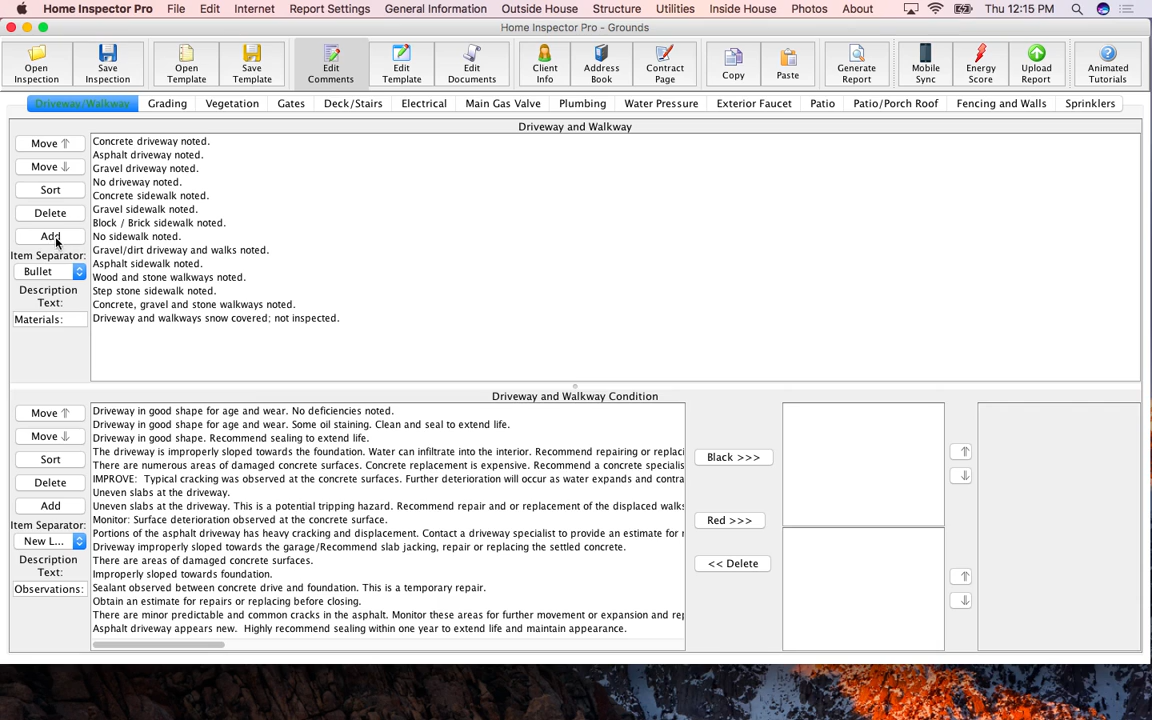 Home Inspector Pro File Edit Internet Report Settings General Information Outside House Structure Utilities Inside House Photos About Thu 12:15 PM
Home Inspector Pro - Grounds
Open Inspection
Save Inspection
Open Template
Save Template
Edit Comments
Edit Template
Edit Documents
Client Info
Address Book
Contract Page
Copy
Paste
Generate Report
Mobile Sync
Energy Score
Upload Report
Animated Tutorials
Driveway/Walkway Grading Vegetation Gates Deck/Stairs Electrical Main Gas Valve Plumbing Water Pressure Exterior Faucet Patio Patio/Porch Roof Fencing and Walls Sprinklers
Driveway and Walkway
Move
Move
Sort
Delete
Add
Item Separator:
Bullet
Description
Text:
Materials:
Concrete driveway noted.
Asphalt driveway noted.
Gravel driveway noted.
No driveway noted.
Concrete sidewalk noted.
Gravel sidewalk noted.
Block / Brick sidewalk noted.
No sidewalk noted.
Gravel/dirt driveway and walks noted.
Asphalt sidewalk noted.
Wood and stone walkways noted.
Step stone sidewalk noted.
Concrete, gravel and stone walkways noted.
Driveway and walkways snow covered; not inspected.
Driveway and Walkway Condition
Move
Move
Sort
Delete
Add
Item Separator:
New L...
Description
Text:
Observations:
Driveway in good shape for age and wear. No deficiencies noted.
Driveway in good shape for age and wear. Some oil staining. Clean and seal to extend life.
Driveway in good shape. Recommend sealing to extend life.
The driveway is improperly sloped towards the foundation. Water can infiltrate into the interior. Recommend repairing or replaci
There are numerous areas of damaged concrete surfaces. Concrete replacement is expensive. Recommend a concrete specialis
IMPROVE: Typical cracking was observed at the concrete surfaces. Further deterioration will occur as water expands and contra
Uneven slabs at the driveway.
Uneven slabs at the driveway. This is a potential tripping hazard. Recommend repair and or replacement of the displaced walks
Monitor: Surface deterioration observed at the concrete surface.
Portions of the asphalt driveway has heavy cracking and displacement. Contact a driveway specialist to provide an estimate for r
Driveway improperly sloped towards the garage/Recommend slab jacking, repair or replacing the settled concrete.
There are areas of damaged concrete surfaces.
Improperly sloped towards foundation.
Sealant observed between concrete drive and foundation. This is a temporary repair.
Obtain an estimate for repairs or replacing before closing.
There are minor predictable and common cracks in the asphalt. Monitor these areas for further movement or expansion and rep
Asphalt driveway appears new. Highly recommend sealing within one year to extend life and maintain appearance.
Black >>>
Red >>>
<< Delete